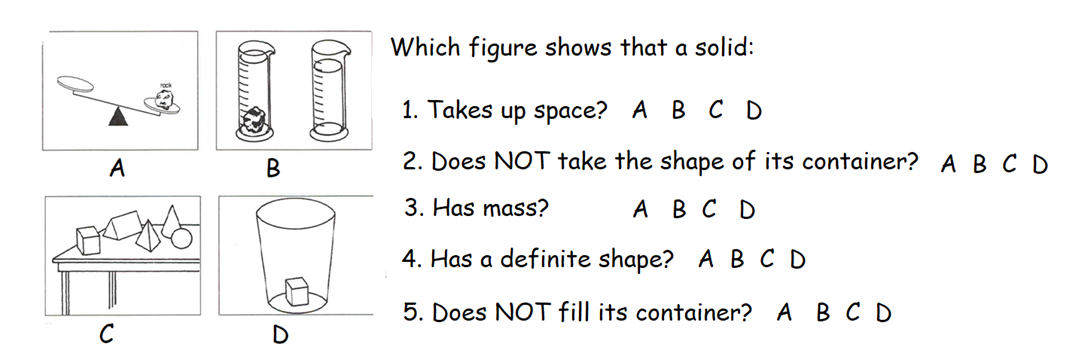 Which figure shows that a solid:
rock
1. Takes up space? A B C D
A
B
2. Does NOT take the shape of its container? A B C D
3. Has mass? A B C D
4. Has a definite shape? A B C D
5. Does NOT fill its container? A B C D
C
D